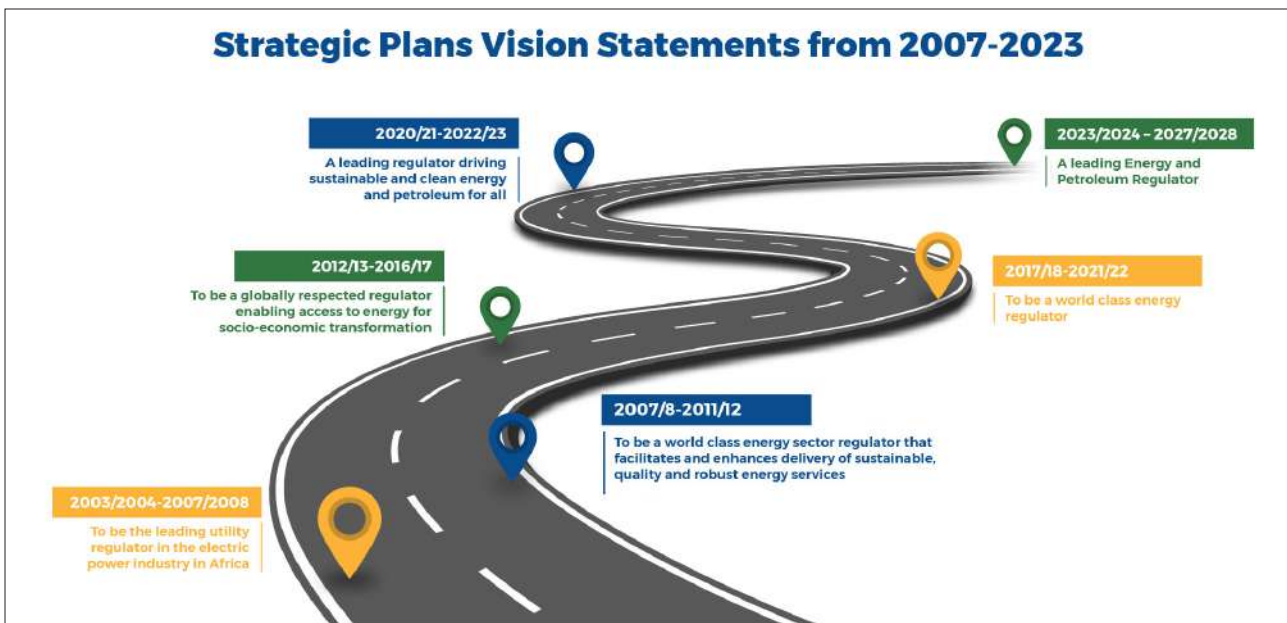 Strategic Plans Vision Statements from 2007-2023
2020/21-2022/23
A leading regulator driving
sustainable and clean energy
and petroleum for all
2023/2024 – 2027/2028
A leading Energy and
Petroleum Regulator
2012/13-2016/17
To be a globally respected regulator
enabling access to energy for
socio-economic transformation
2017/18-2021/22
To be a world class energy
regulator
2007/8-2011/12
To be a world class energy sector regulator that
facilitates and enhances delivery of sustainable,
quality and robust energy services
2003/2004-2007/2008
To be the leading utility
regulator in the electric
power industry in Africa